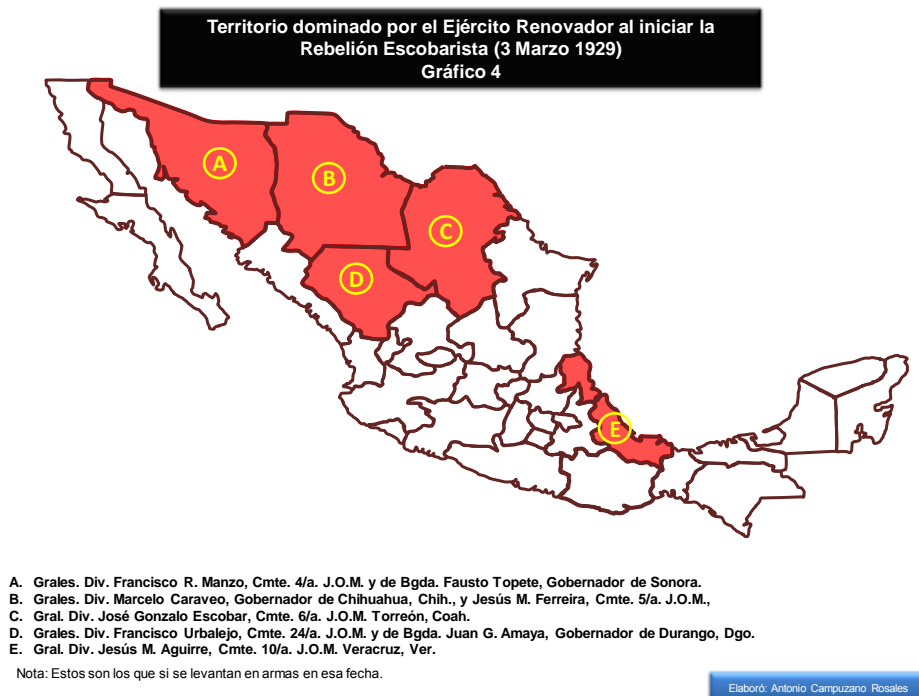 Territorio dominado por el Ejército Renovador al iniciar la
Rebelión Escobarista (3 Marzo 1929)
Gráfico 4
A
B
C
D
E
A. Grales. Div. Francisco R. Manzo, Cmte. 4/a. J.O.M. y de Bgda. Fausto Topete, Gobernador de Sonora.
B. Grales. Div. Marcelo Caraveo, Gobernador de Chihuahua, Chih., y Jesús M. Ferreira, Cmte. 5/a. J.O.M.,
C. Gral. Div. José Gonzalo Escobar, Cmte. 6/a. J.O.M. Torreón, Coah.
D. Grales. Div. Francisco Urbalejo, Cmte. 24/a. J.O.M. y de Bgda. Juan G. Amaya, Gobernador de Durango, Dgo.
E. Gral. Div. Jesús M. Aguirre, Cmte. 10/a. J.O.M. Veracruz, Ver.
Nota: Estos son los que si se levantan en armas en esa fecha.
Elaboró: Antonio Campuzano Rosales